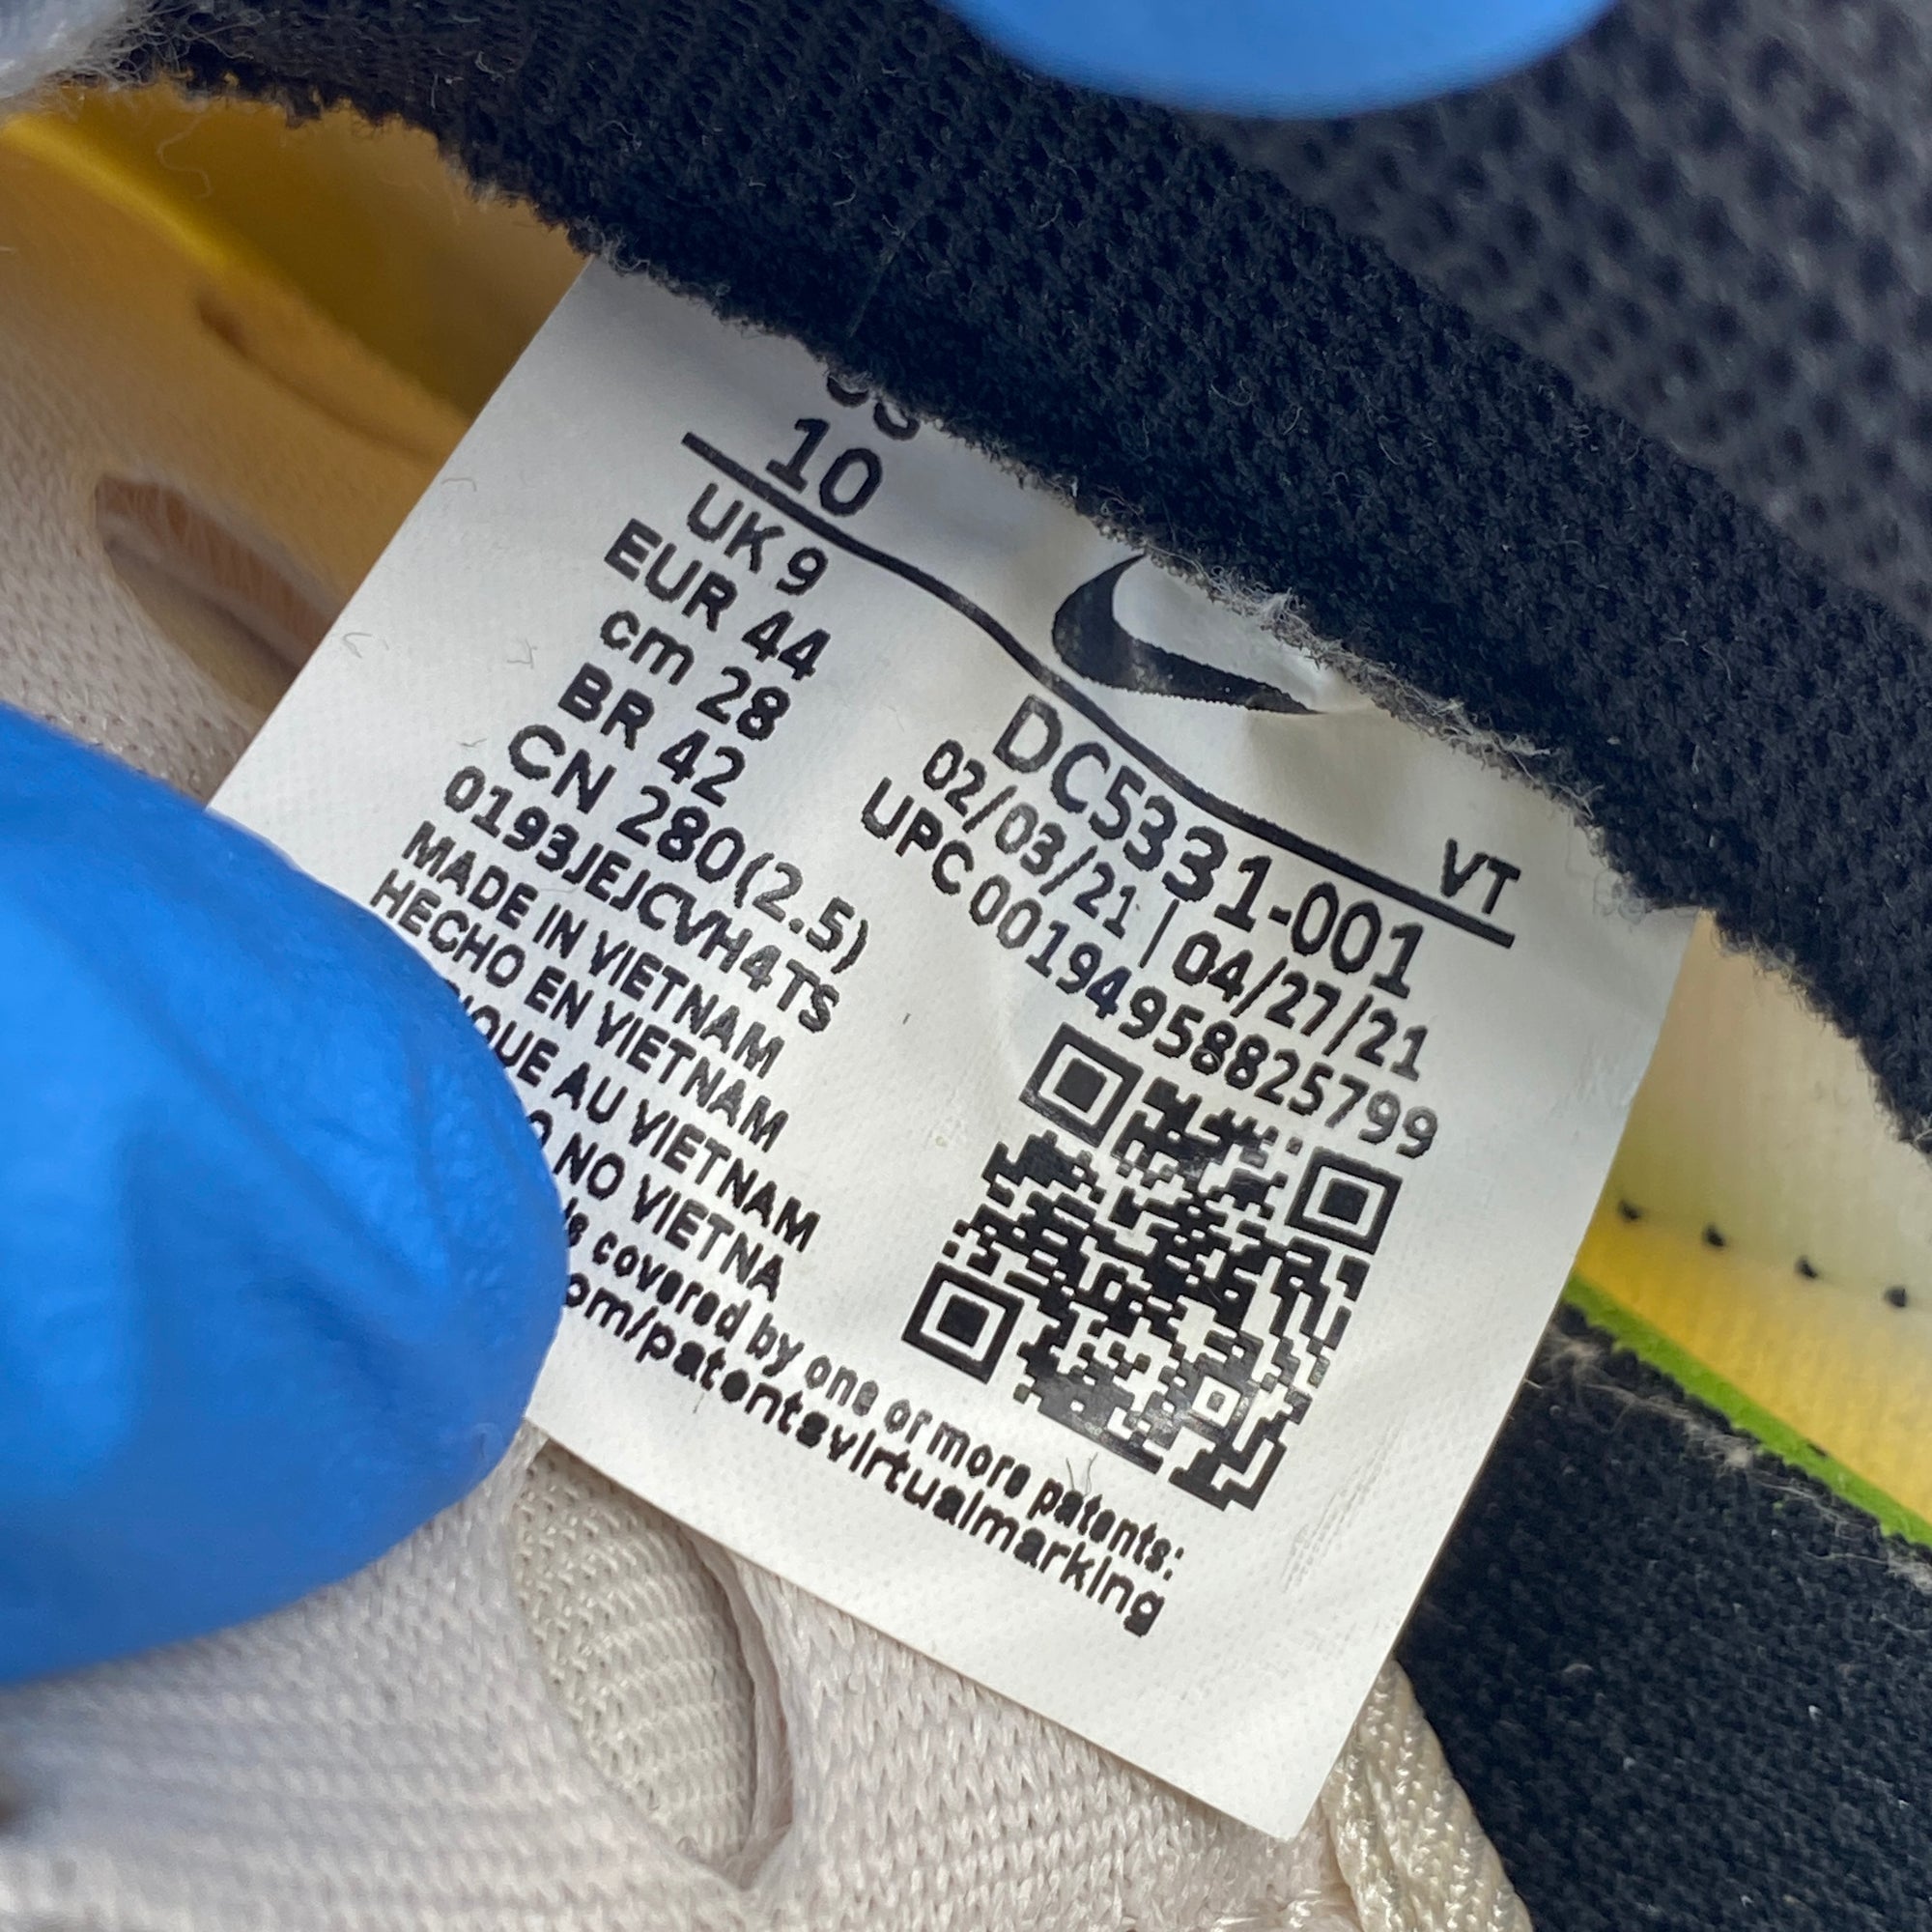 10
UK 9
EUR 44
cm 28
BR 42
CN 280(2.5)
0193JEJCVH4TS
MADE IN VIETNAM
HECHO EN VIETNAM
AU VIETNAM
NO VIETNA
covered by one or more patents:
om/patentsvirtualmarking
VT
DC5331-001
02/03/21 | 04/27/21
UPC 00194958825799